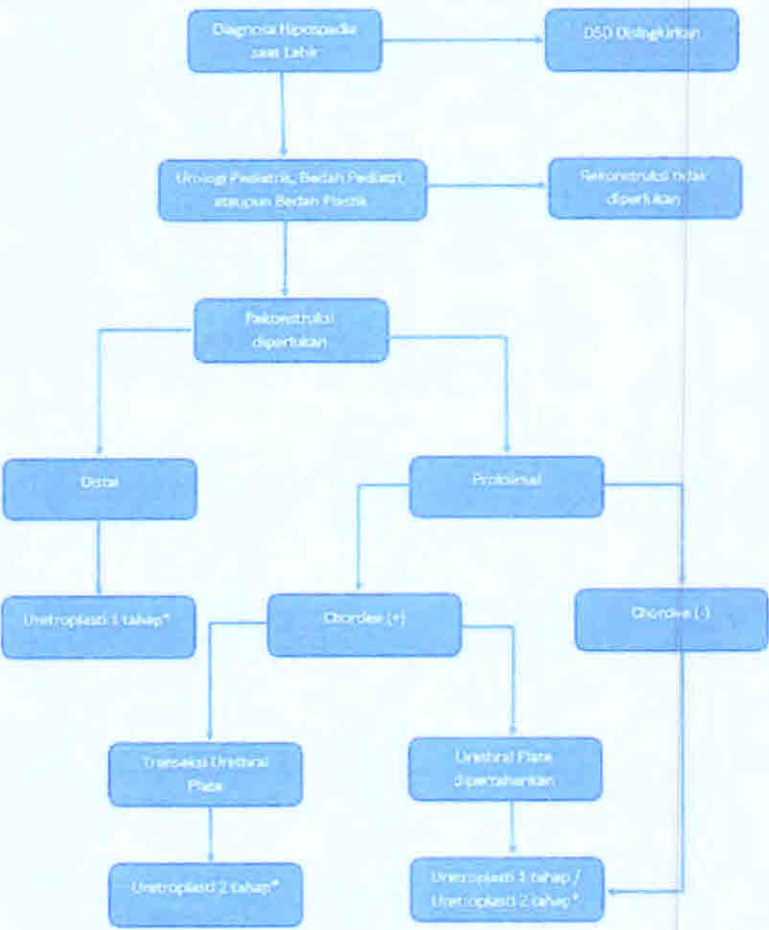 Diagnosa Hipospadia
saat Lahir
DSD Disingkirkan
Urologi Pediatrik, Bedah Pediatri,
ataupun Bedah Plastik
Rekonstruksi tidak
diperlukan
Rekonstruksi
diperlukan
Distal
Proksimal
Uretroplasti 1 tahap*
Chordee (+)
Chordee (-)
Transeksi Urethral
Plate
Urethral Plate
dipertahankan
Uretroplasti 2 tahap*
Uretroplasti 1 tahap /
Uretroplasti 2 tahap*